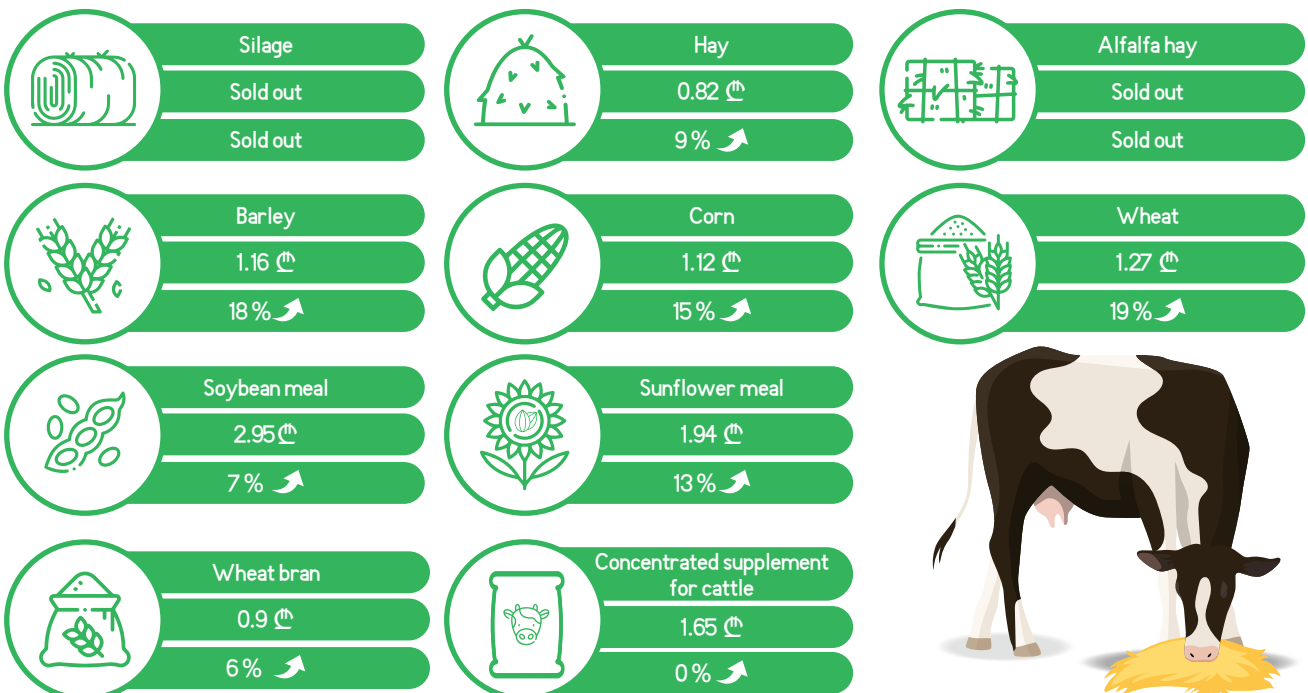 Silage
Sold out
Sold out
Hay
0.82 ₾
9 %
Alfalfa hay
Sold out
Sold out
Barley
1.16 ₾
18 %
Corn
1.12 ₾
15 %
Wheat
1.27 ₾
19 %
Soybean meal
2.95 ₾
7 %
Sunflower meal
1.94 ₾
13 %
Wheat bran
0.9 ₾
6 %
Concentrated supplement
for cattle
1.65 ₾
0 %